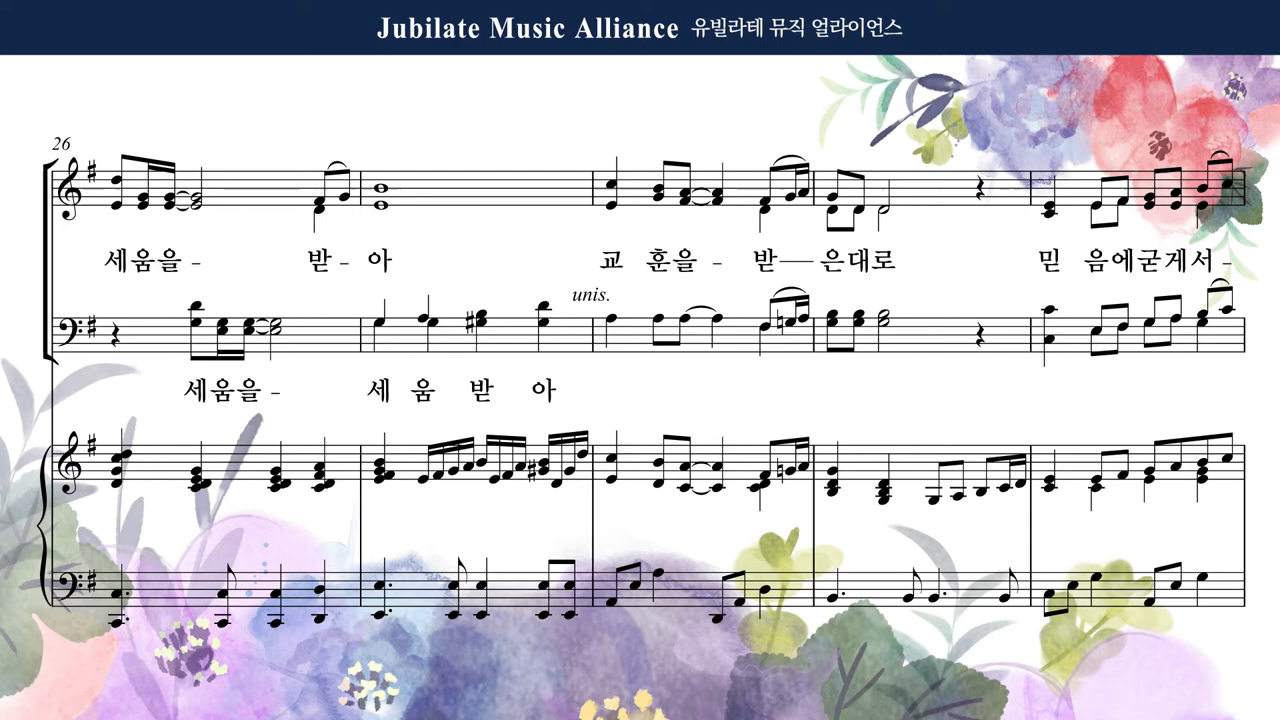 Jubilate Music Alliance 유빌라테 뮤직 얼라이언스
26
세움을 - 받 - 아 교 훈을 - 받 — 은대로 믿 음에굳게서 -
unis.
세움을 - 세 움 받 아